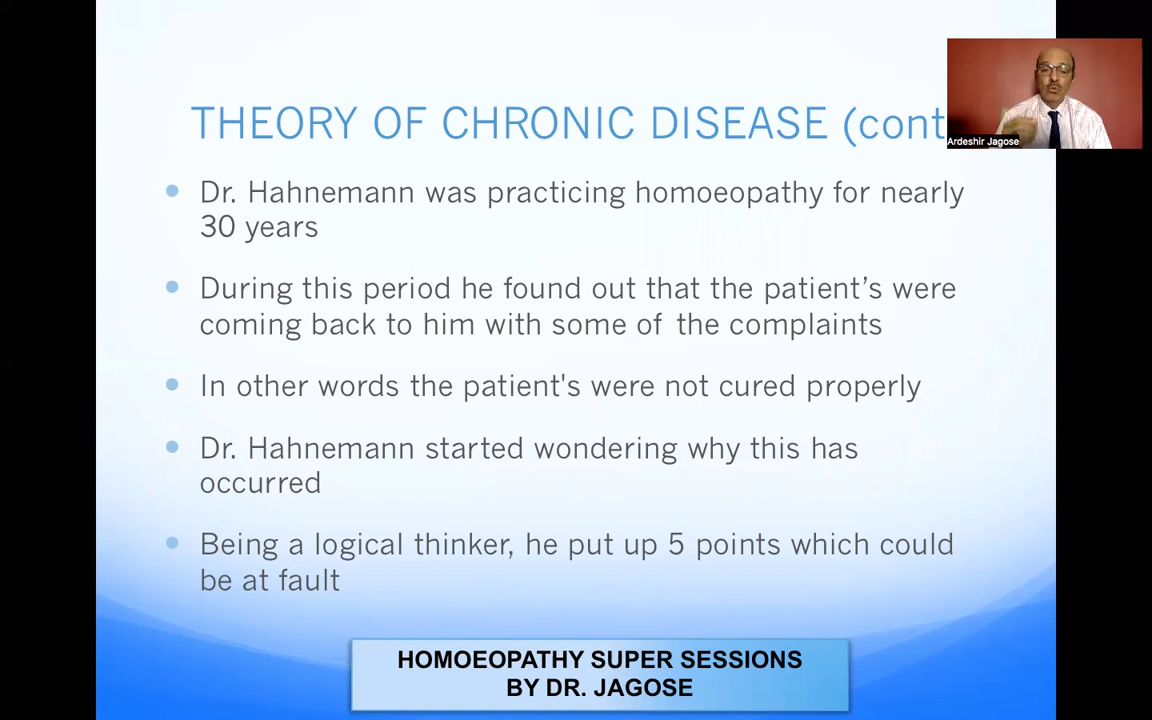 THEORY OF CHRONIC DISEASE (cont
Ardeshir Jagose
Dr. Hahnemann was practicing homoeopathy for nearly
30 years
During this period he found out that the patient’s were
coming back to him with some of the complaints
In other words the patient's were not cured properly
Dr. Hahnemann started wondering why this has
occurred
Being a logical thinker, he put up 5 points which could
be at fault
HOMOEOPATHY SUPER SESSIONS
BY DR. JAGOSE